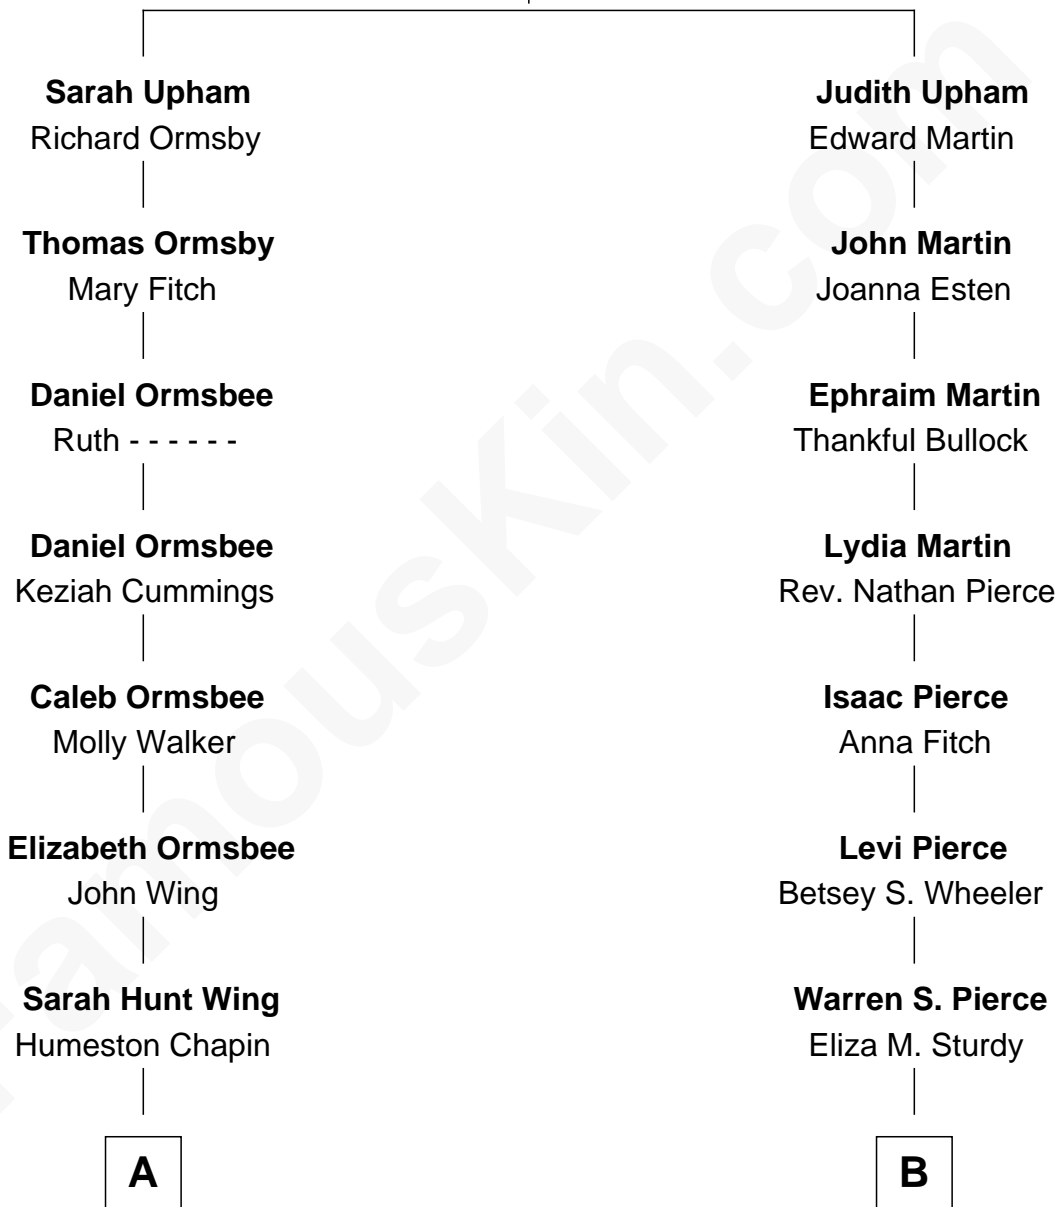 Sarah Upham
Richard Ormsby
Thomas Ormsby
Mary Fitch
Daniel Ormsbee
Ruth - - - - - -
Daniel Ormsbee
Keziah Cummings
Caleb Ormsbee
Molly Walker
Elizabeth Ormsbee
John Wing
Sarah Hunt Wing
Humeston Chapin
A
Judith Upham
Edward Martin
John Martin
Joanna Esten
Ephraim Martin
Thankful Bullock
Lydia Martin
Rev. Nathan Pierce
Isaac Pierce
Anna Fitch
Levi Pierce
Betsey S. Wheeler
Warren S. Pierce
Eliza M. Sturdy
B
FamousKin.com